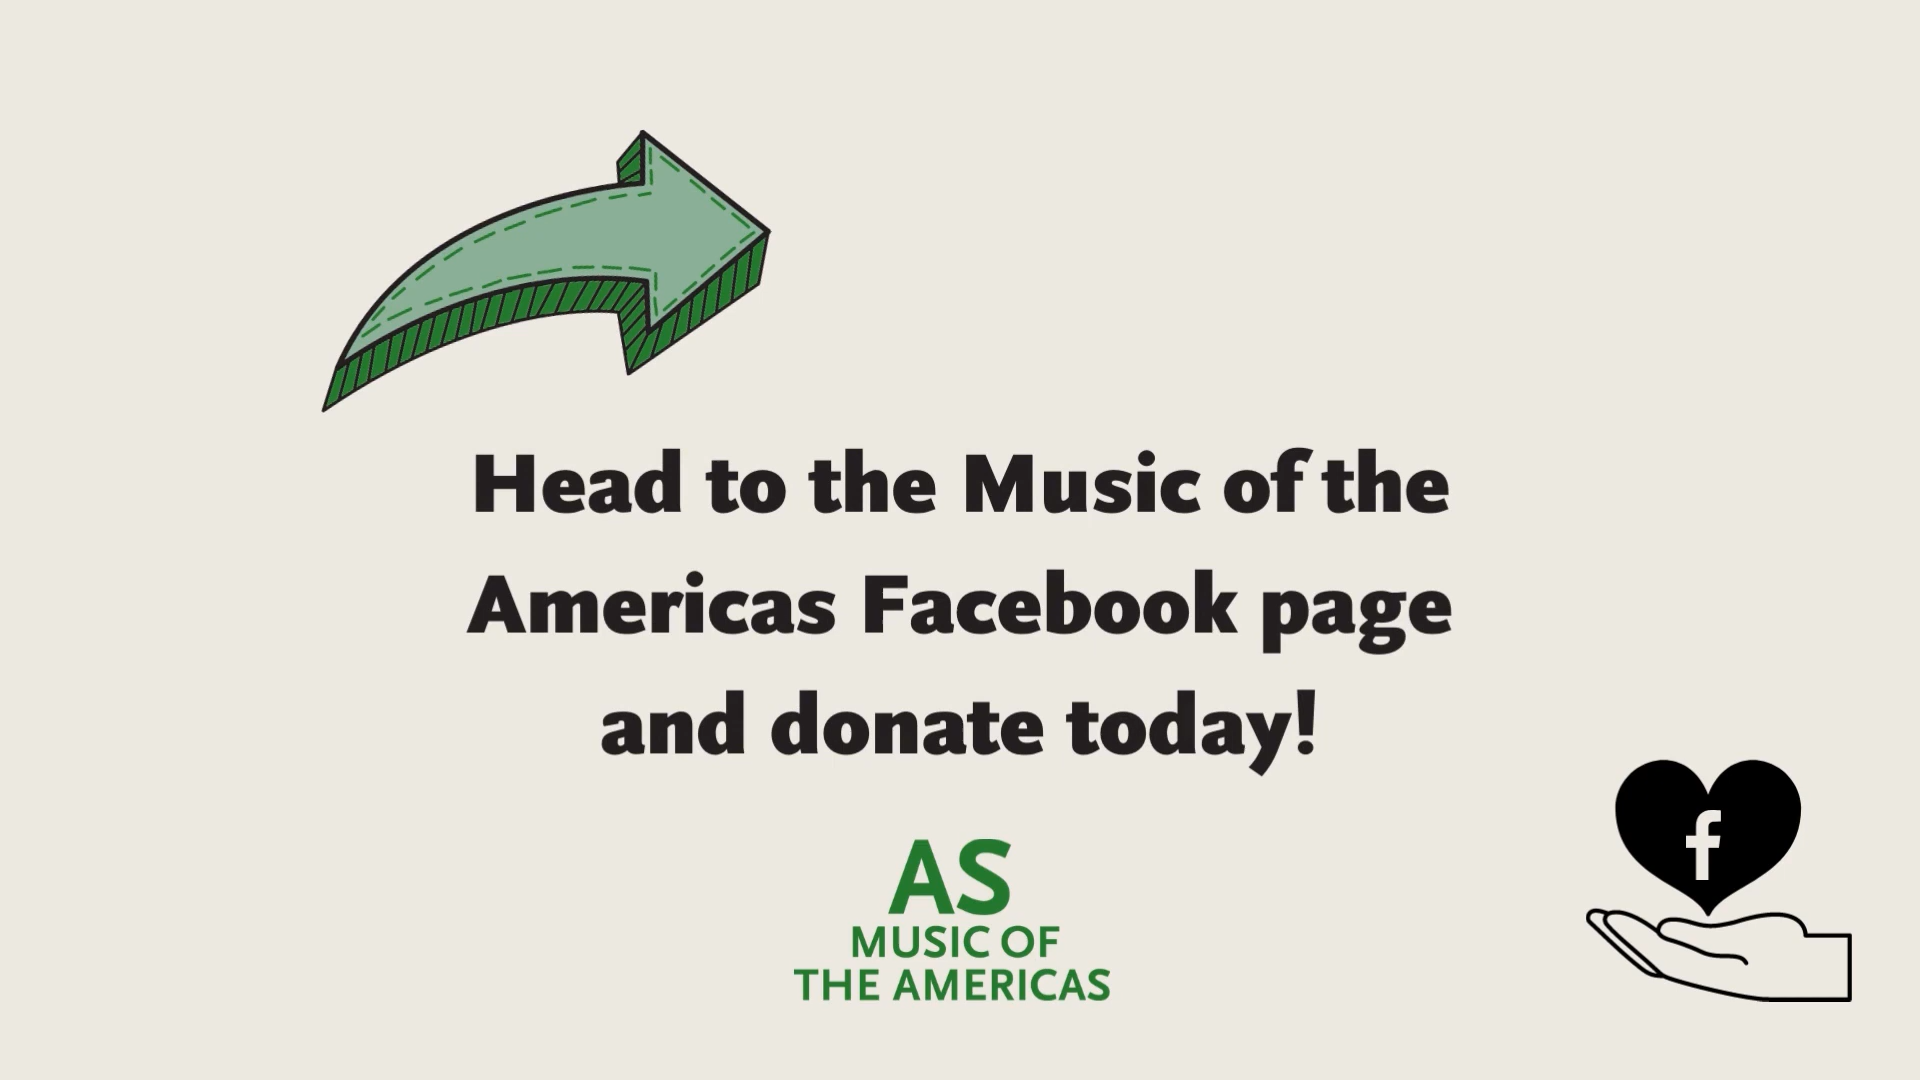 Head to the Music of the
Americas Facebook page
and donate today!
AS
MUSIC OF
THE AMERICAS
f